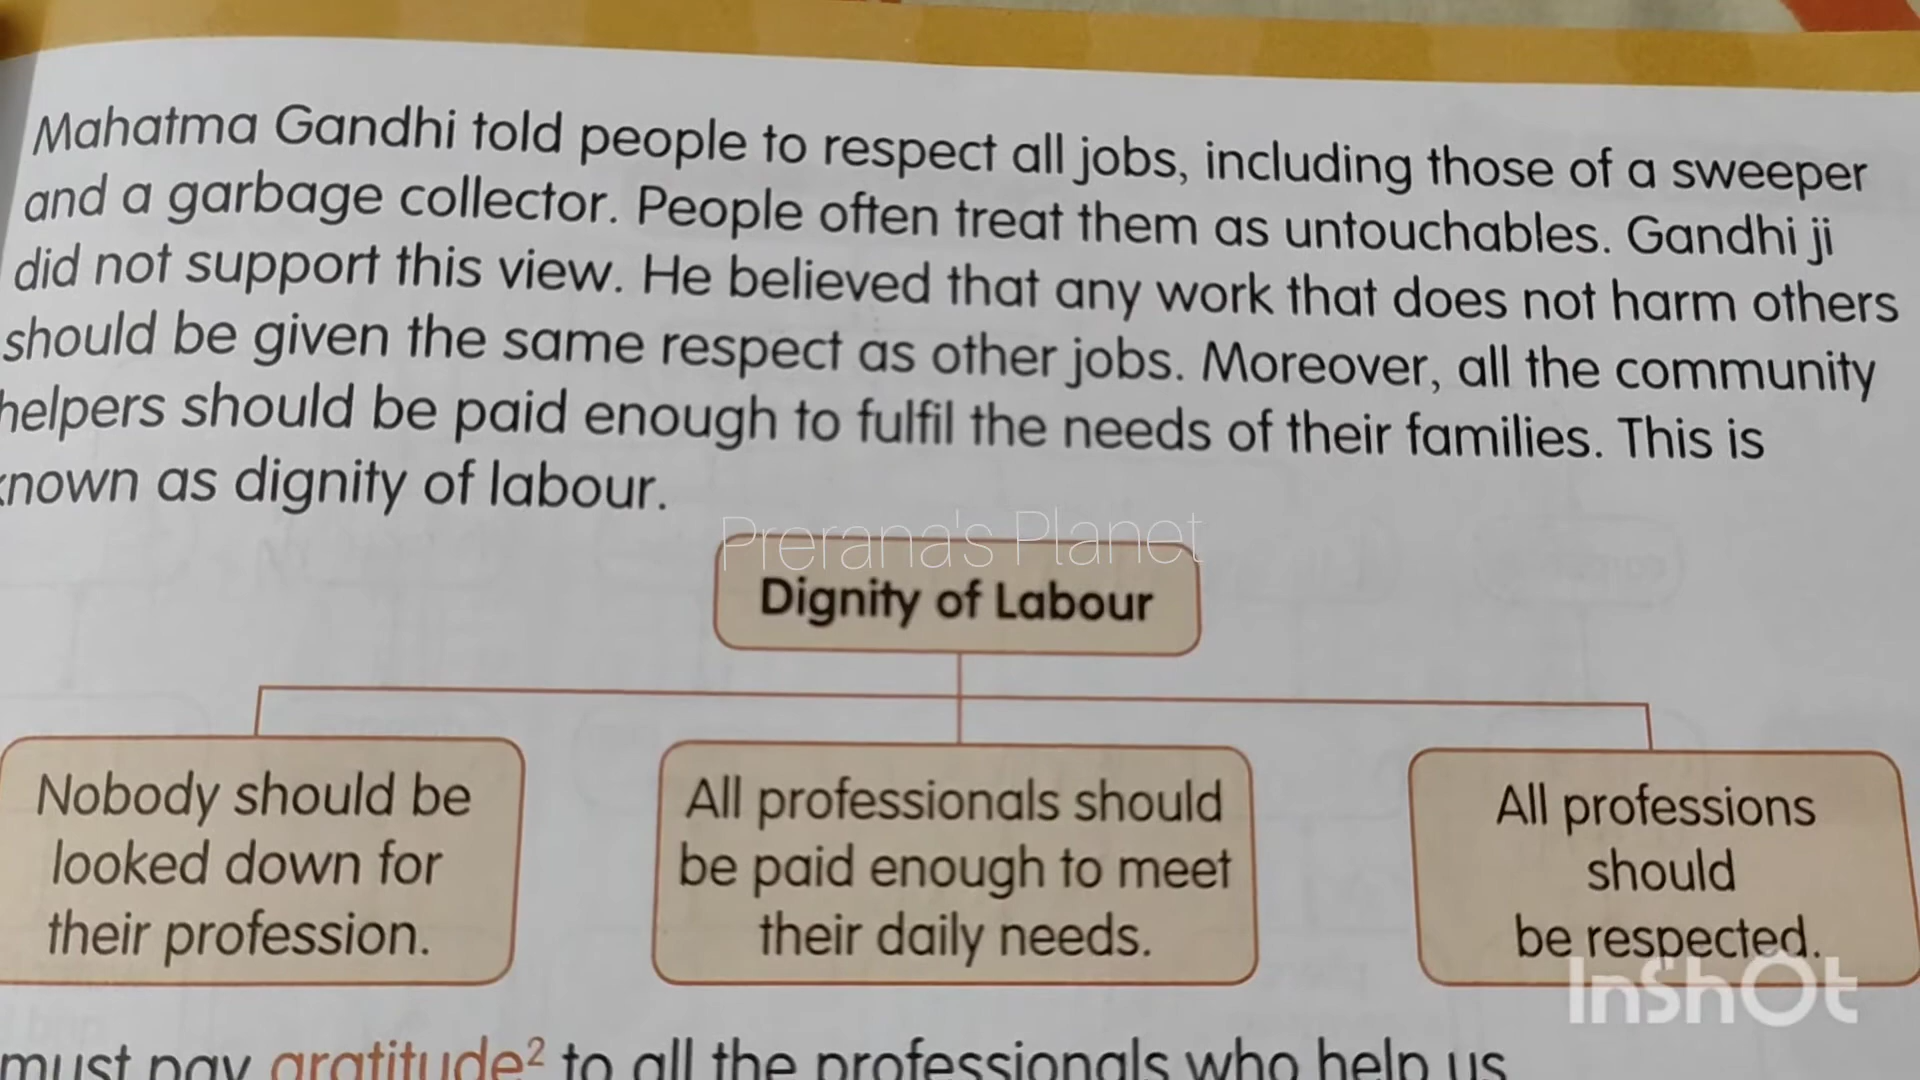 Mahatma Gandhi told people to respect all jobs, including those of a sweeper
and a garbage collector. People often treat them as untouchables. Gandhi ji
did not support this view. He believed that any work that does not harm others
should be given the same respect as other jobs. Moreover, all the community
helpers should be paid enough to fulfil the needs of their families. This is
known as dignity of labour.
Prerana's Planet
Dignity of Labour
Nobody should be
looked down for
their profession.
All professionals should
be paid enough to meet
their daily needs.
All professions
should
be respected.
InShOt
must pay gratitude² to all the professionals who help us